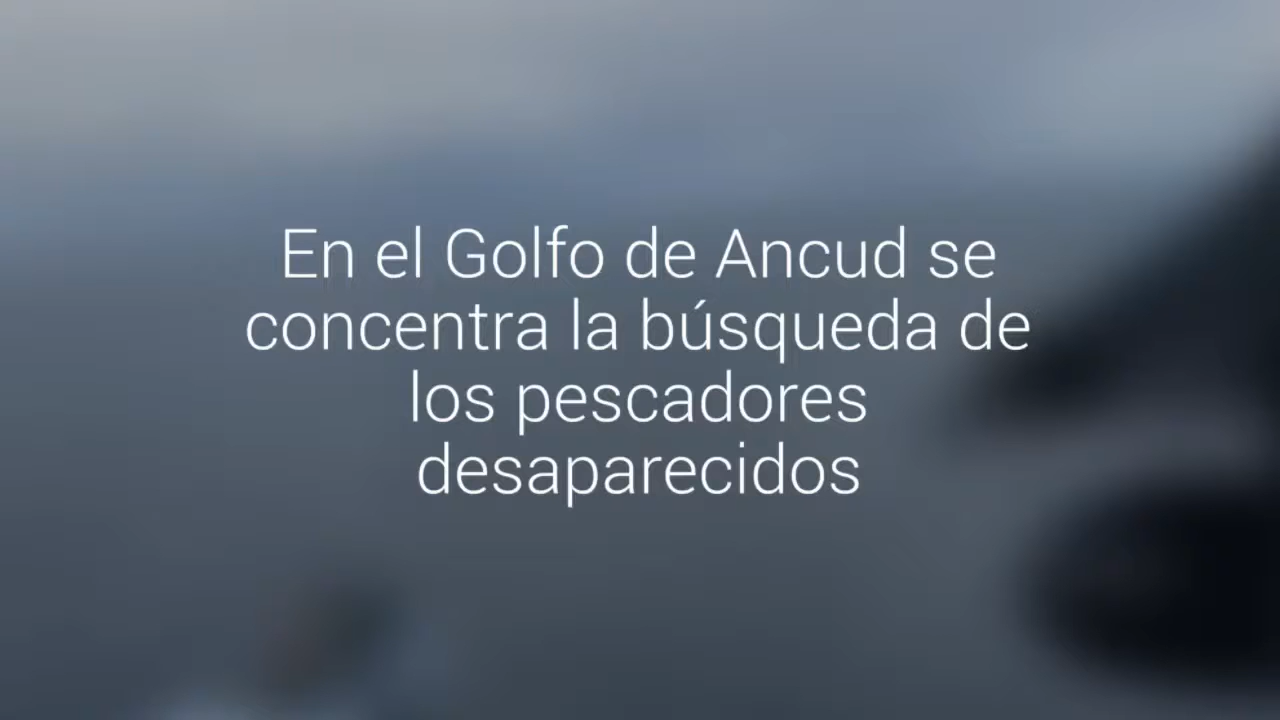 En el Golfo de Ancud se
concentra la búsqueda de
los pescadores
desaparecidos